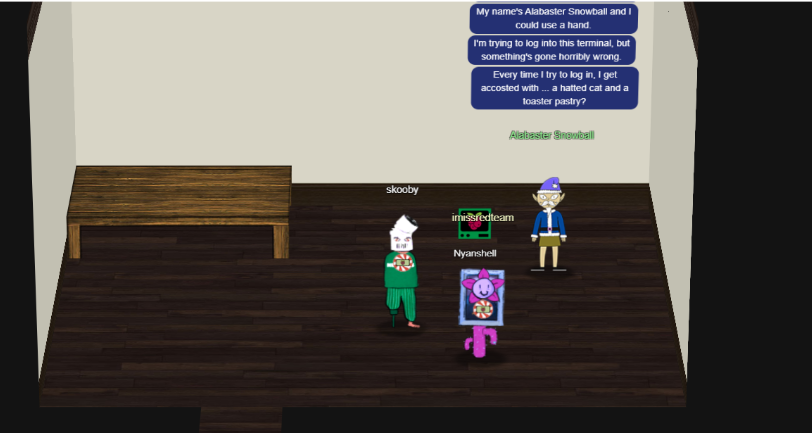 My name's Alabaster Snowball and I
could use a hand.
I'm trying to log into this terminal, but
something's gone horribly wrong.
Every time I try to log in, I get
accosted with ... a hatted cat and a
toaster pastry?
Alabaster Snowball
skooby
imissredteam
Nyanshell